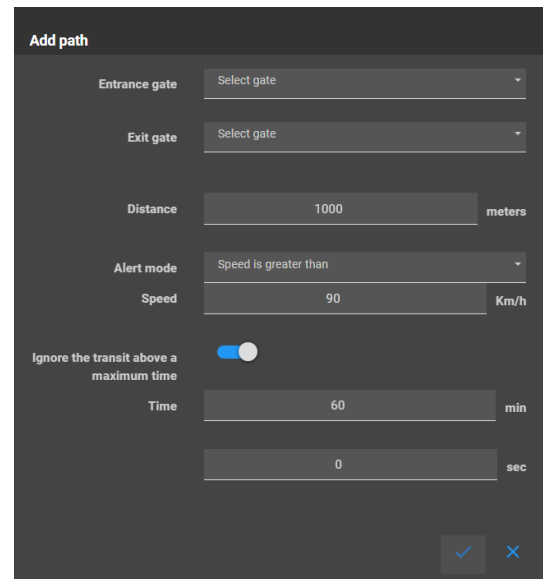 Add path
Entrance gate Select gate
Exit gate Select gate
Distance 1000 meters
Alert mode Speed is greater than
Speed 90 Km/h
Ignore the transit above a
maximum time
Time 60 min
0 sec